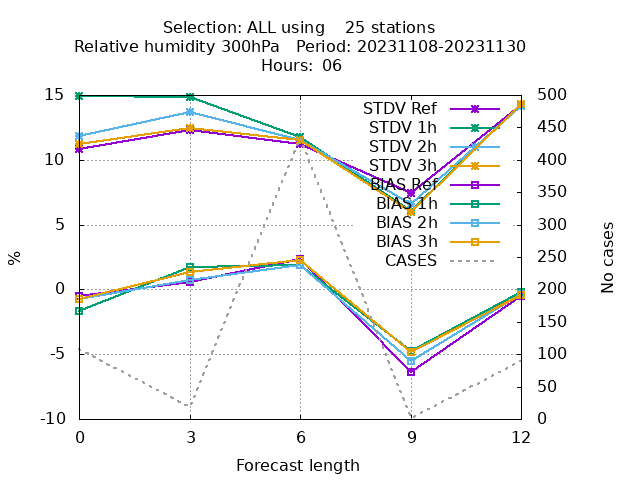 Selection: ALL using    25 stations
Relative humidity 300hPa   Period: 20231108-20231130
Hours: 06
15
10
5
0
-5
-10
%
500
450
400
350
300
250
200
150
100
50
0
No cases
STDV Ref
STDV 1h
STDV 2h
STDV 3h
BIAS Ref
BIAS 1h
BIAS 2h
BIAS 3h
CASES
0 3 6 9 12
Forecast length